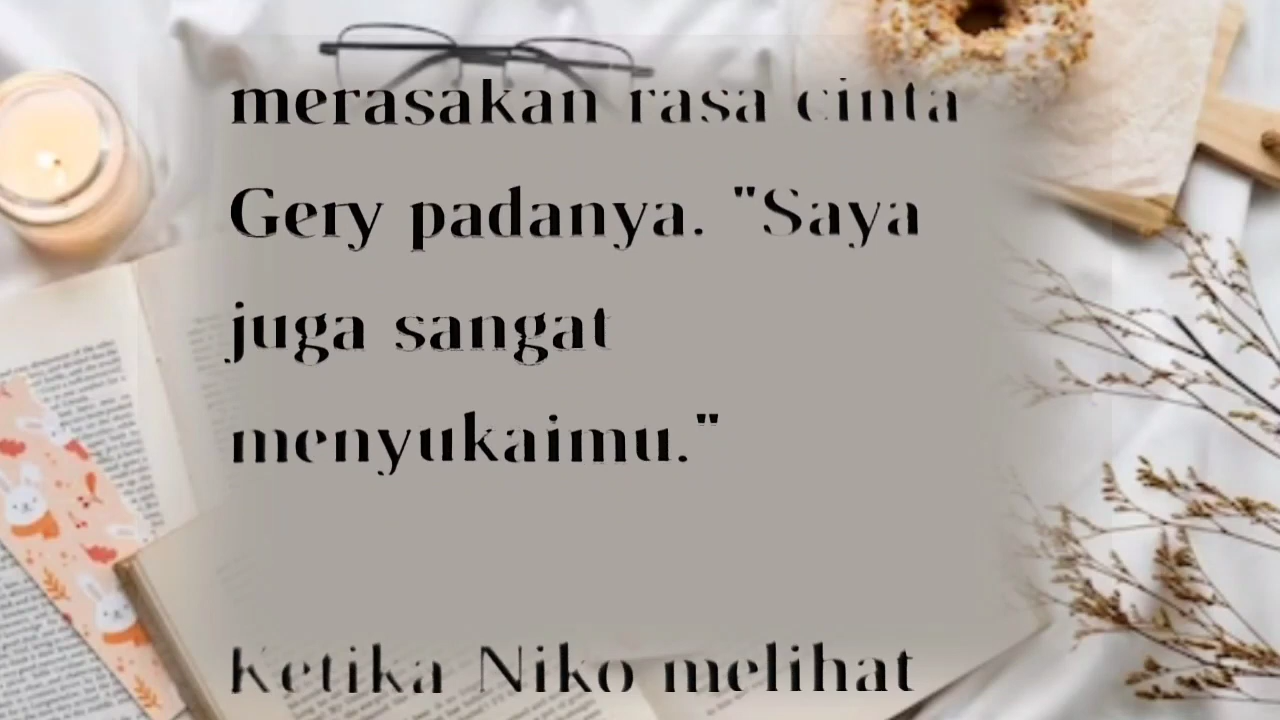 merasakan rasa cinta
Gery padanya. "Saya
juga sangat
menyukaimu."
Ketika Niko melihat